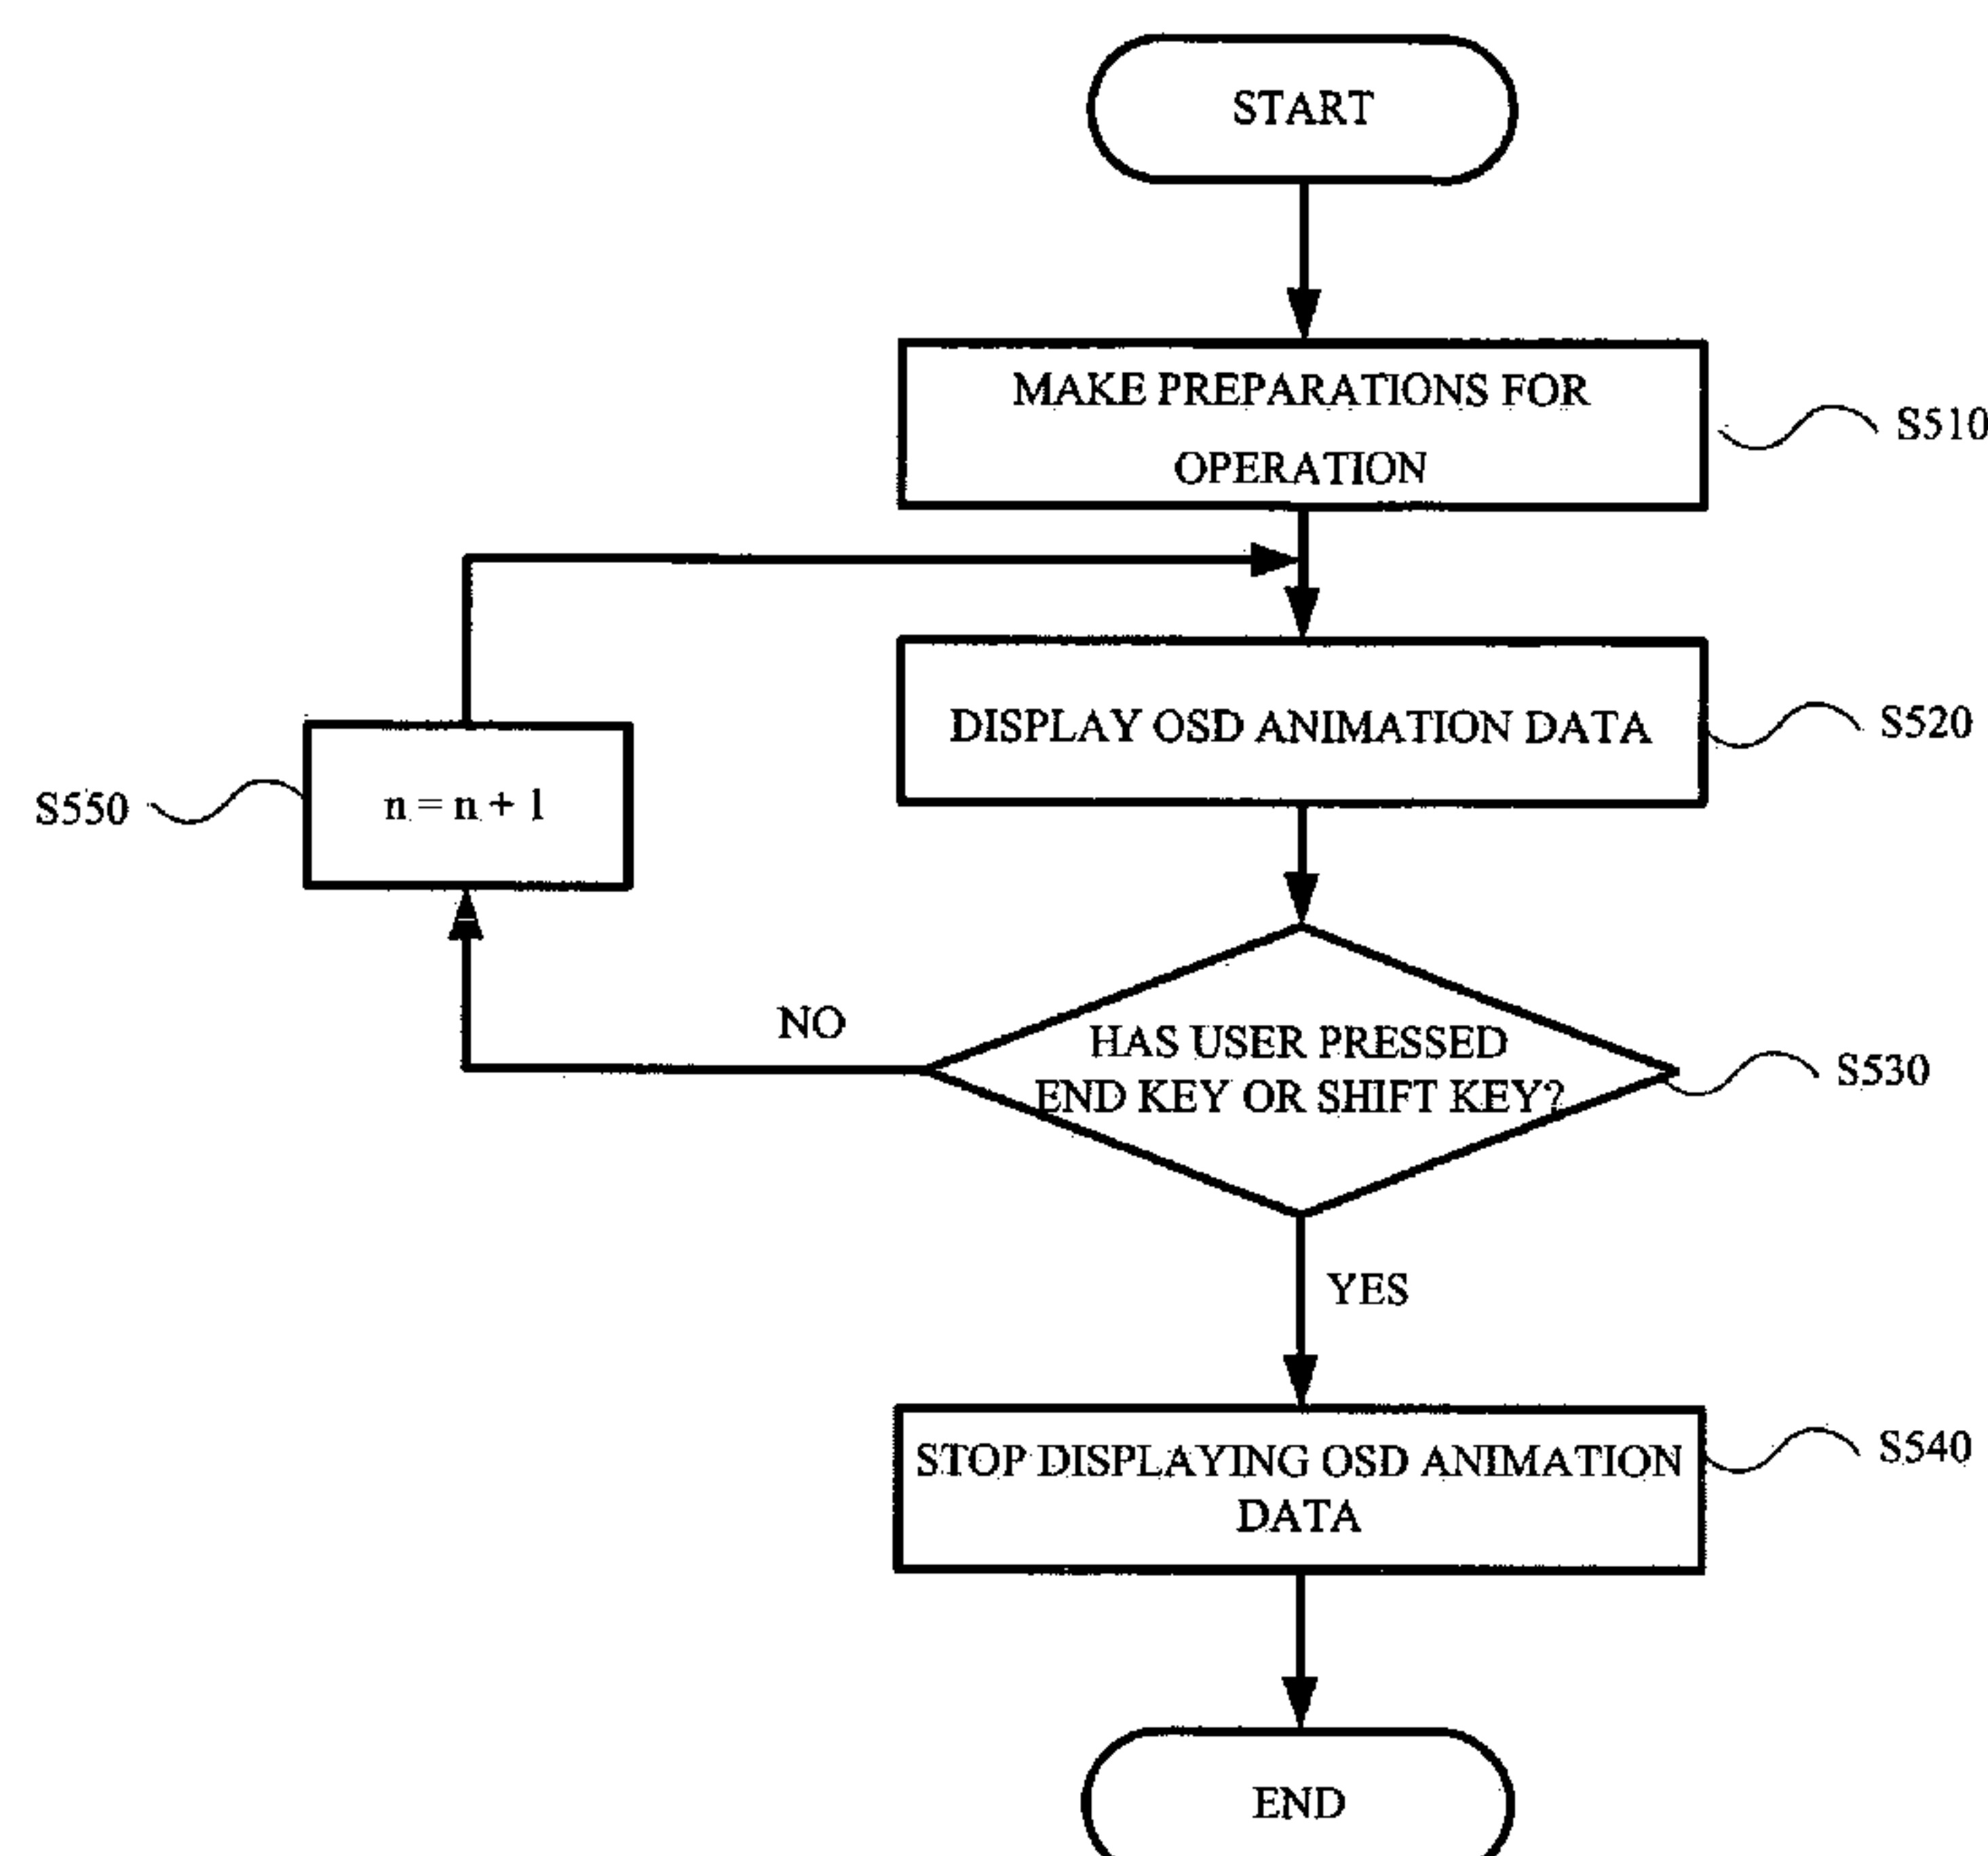 START
MAKE PREPARATIONS FOR
OPERATION
S510
DISPLAY OSD ANIMATION DATA
S520
S550
n = n + 1
NO
HAS USER PRESSED
END KEY OR SHIFT KEY?
S530
YES
STOP DISPLAYING OSD ANIMATION
DATA
S540
END